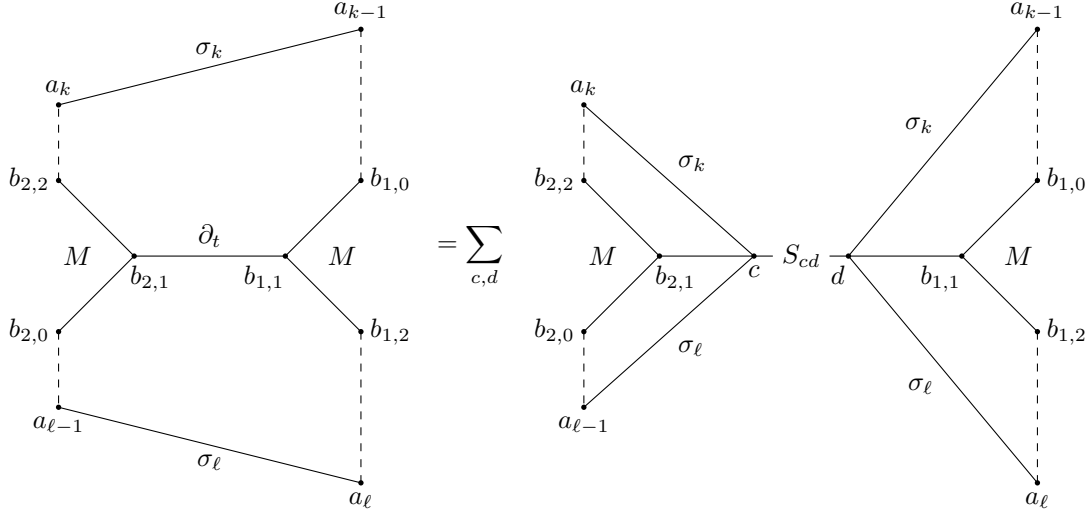 a_{k-1} a_{k-1}
σ_k
a_k a_k σ_k
σ_k
b_{2,2} b_{1,0} b_{2,2} b_{1,0}
M ∂_t M = \sum_{c,d} M S_{cd} M
b_{2,1} b_{1,1} b_{2,1} c d b_{1,1}
b_{2,0} b_{1,2} b_{2,0} b_{1,2}
σ_ℓ
σ_ℓ
a_{ℓ-1} a_{ℓ-1}
σ_ℓ
a_ℓ a_ℓ